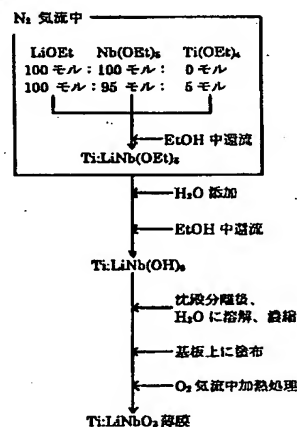 N₂ 気流中
LiOEt Nb(OEt)₅ Ti(OEt)₄
100 モル : 100 モル : 0 モル
100 モル : 95 モル : 5 モル
EtOH 中還流
Ti:LiNb(OEt)₆
H₂O 添加
EtOH 中還流
Ti:LiNb(OH)₆
沈殿分離後、
H₂O に溶解、濃縮
基板上に塗布
O₂ 気流中加熱処理
Ti:LiNbO₃ 薄膜